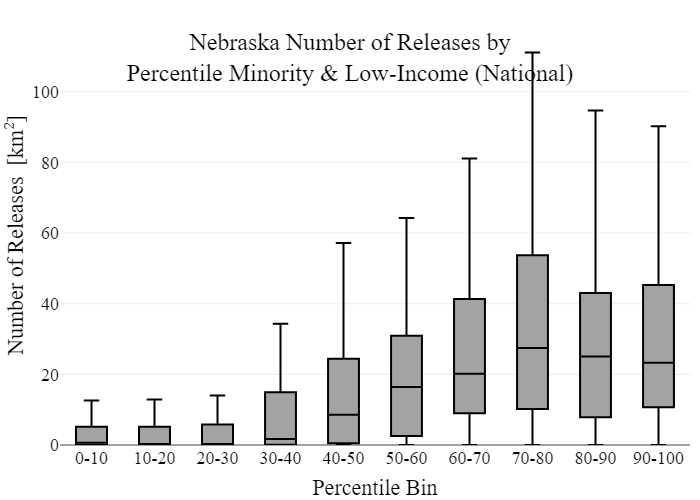 Nebraska Number of Releases by
Percentile Minority & Low-Income (National)
Number of Releases [km²]
100
80
60
40
20
0
0-10 10-20 20-30 30-40 40-50 50-60 60-70 70-80 80-90 90-100
Percentile Bin